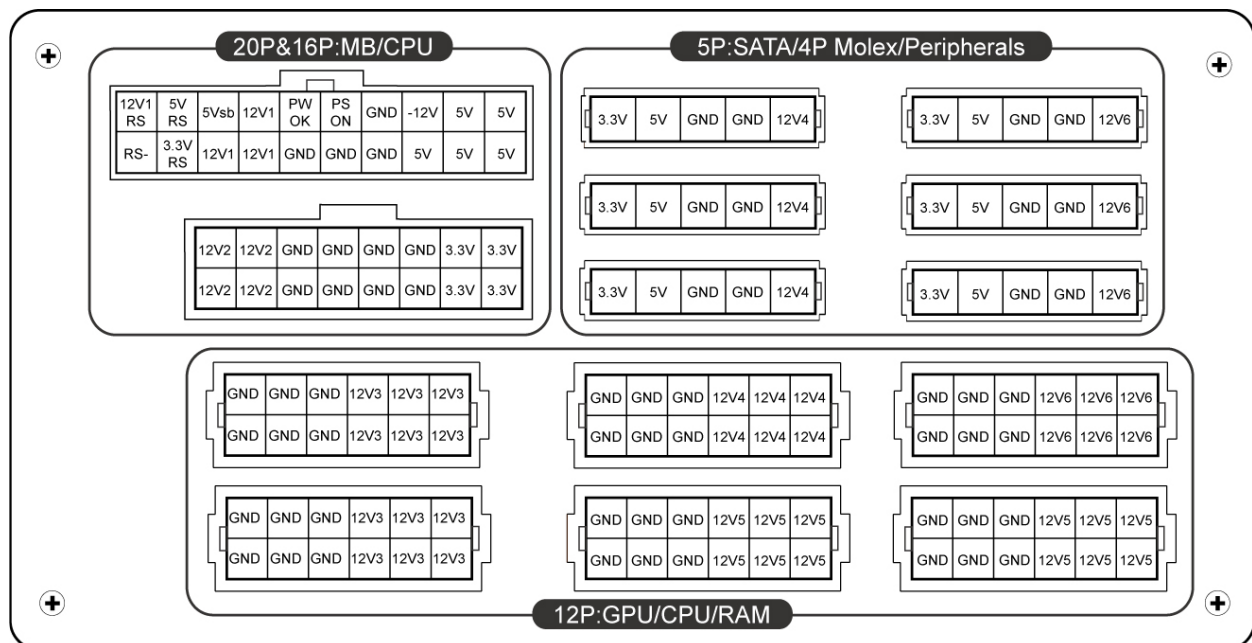 20P&16P:MB/CPU
12V1 RS 5V RS 5Vsb 12V1 PW OK PS ON GND -12V 5V 5V
RS- 3.3V RS 12V1 12V1 GND GND GND 5V 5V 5V
12V2 12V2 GND GND GND GND 3.3V 3.3V
12V2 12V2 GND GND GND GND 3.3V 3.3V
5P:SATA/4P Molex/Peripherals
3.3V 5V GND GND 12V4
3.3V 5V GND GND 12V6
3.3V 5V GND GND 12V4
3.3V 5V GND GND 12V6
3.3V 5V GND GND 12V4
3.3V 5V GND GND 12V6
GND GND GND 12V3 12V3 12V3
GND GND GND 12V3 12V3 12V3
GND GND GND 12V4 12V4 12V4
GND GND GND 12V4 12V4 12V4
GND GND GND 12V6 12V6 12V6
GND GND GND 12V6 12V6 12V6
GND GND GND 12V3 12V3 12V3
GND GND GND 12V3 12V3 12V3
GND GND GND 12V5 12V5 12V5
GND GND GND 12V5 12V5 12V5
GND GND GND 12V5 12V5 12V5
GND GND GND 12V5 12V5 12V5
12P:GPU/CPU/RAM